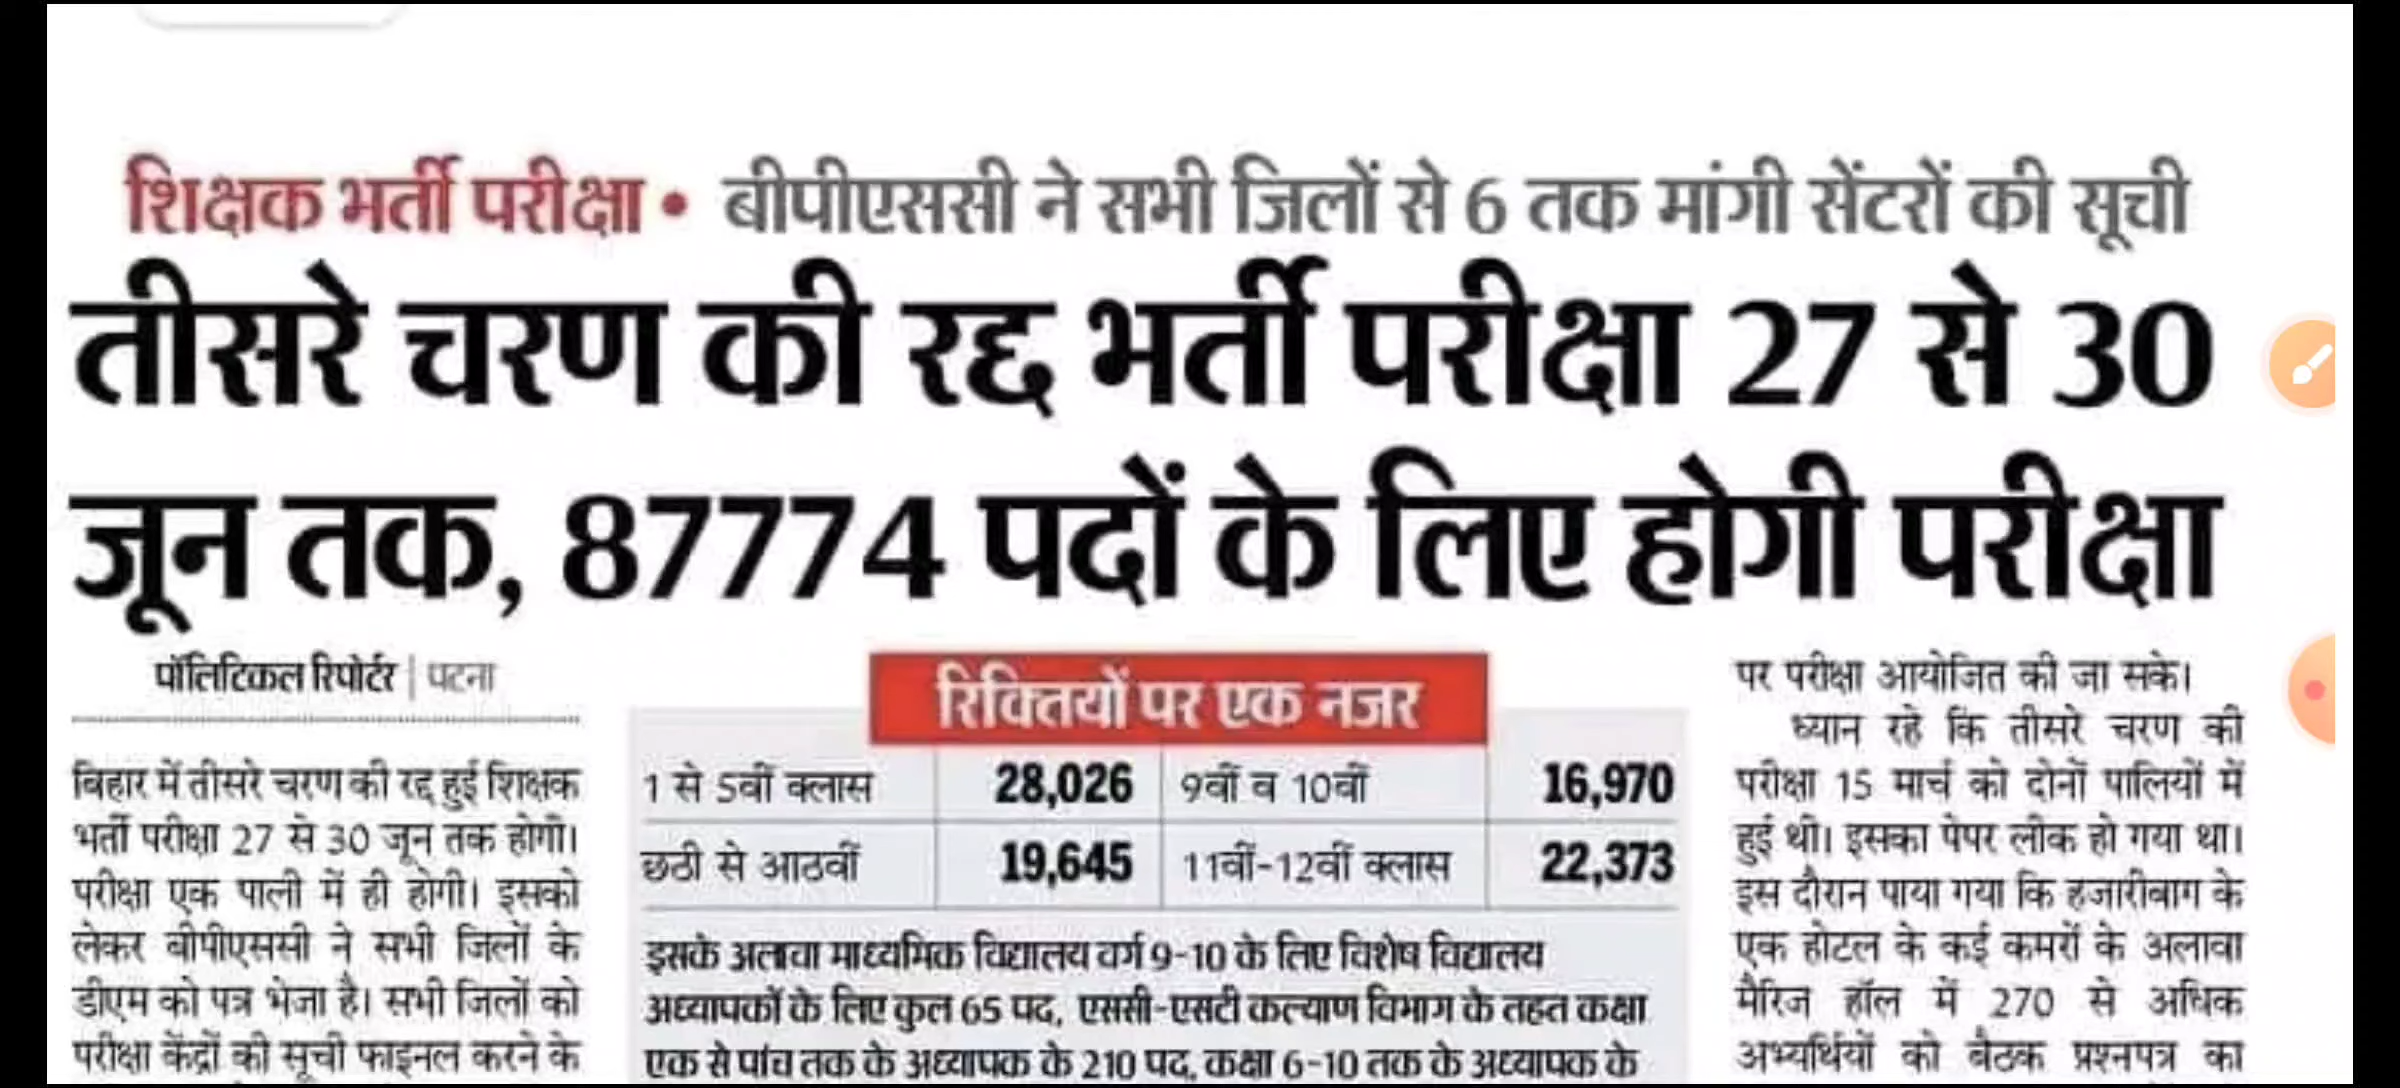 शिक्षक भर्ती परीक्षा • बीपीएससी ने सभी जिलों से 6 तक मांगी सेंटरों की सूची
तीसरे चरण की रद्द भर्ती परीक्षा 27 से 30
जून तक, 87774 पदों के लिए होगी परीक्षा
पॉलिटिकल रिपोर्टर | पटना
बिहार में तीसरे चरण की रद्द हुई शिक्षक
भर्ती परीक्षा 27 से 30 जून तक होगी।
परीक्षा एक पाली में ही होगी। इसको
लेकर बीपीएससी ने सभी जिलों के
डीएम को पत्र भेजा है। सभी जिलों को
परीक्षा केंद्रों की सूची फाइनल करने के
रिक्तियों पर एक नजर
1 से 5वीं क्लास 28,026 9वीं व 10वीं 16,970
छठी से आठवीं 19,645 11वीं-12वीं क्लास 22,373
इसके अलावा माध्यमिक विद्यालय वर्ग 9-10 के लिए विशेष विद्यालय
अध्यापकों के लिए कुल 65 पद, एससी-एसटी कल्याण विभाग के तहत कक्षा
एक से पांच तक के अध्यापक के 210 पद, कक्षा 6-10 तक के अध्यापक के
पर परीक्षा आयोजित की जा सके।
ध्यान रहे कि तीसरे चरण की
परीक्षा 15 मार्च को दोनों पालियों में
हुई थी। इसका पेपर लीक हो गया था।
इस दौरान पाया गया कि हजारीबाग के
एक होटल के कई कमरों के अलावा
मैरिज हॉल में 270 से अधिक
अभ्यर्थियों को बैठक प्रश्नपत्र का